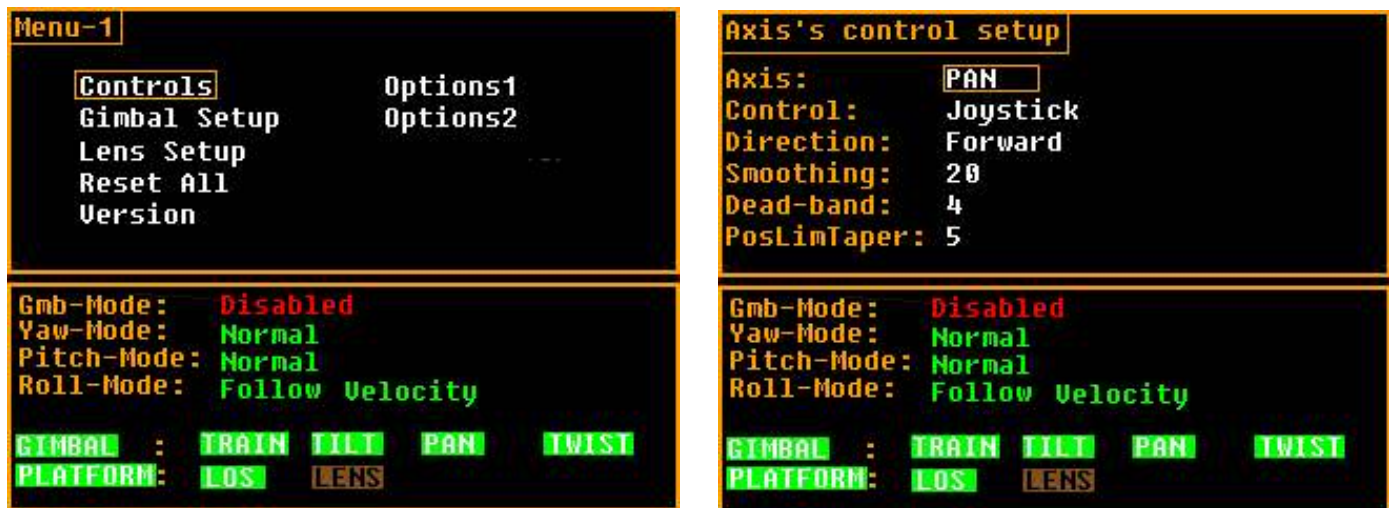 Menu-1
Controls Options1
Gimbal Setup Options2
Lens Setup
Reset All
Version
Gmb-Mode: Disabled
Yaw-Mode: Normal
Pitch-Mode: Normal
Roll-Mode: Follow Velocity
GIMBAL : TRAIN TILT PAN TWIST
PLATFORM: LOS LENS
Axis's control setup
Axis: PAN
Control: Joystick
Direction: Forward
Smoothing: 20
Dead-band: 4
PosLimTaper: 5
Gmb-Mode: Disabled
Yaw-Mode: Normal
Pitch-Mode: Normal
Roll-Mode: Follow Velocity
GIMBAL : TRAIN TILT PAN TWIST
PLATFORM: LOS LENS